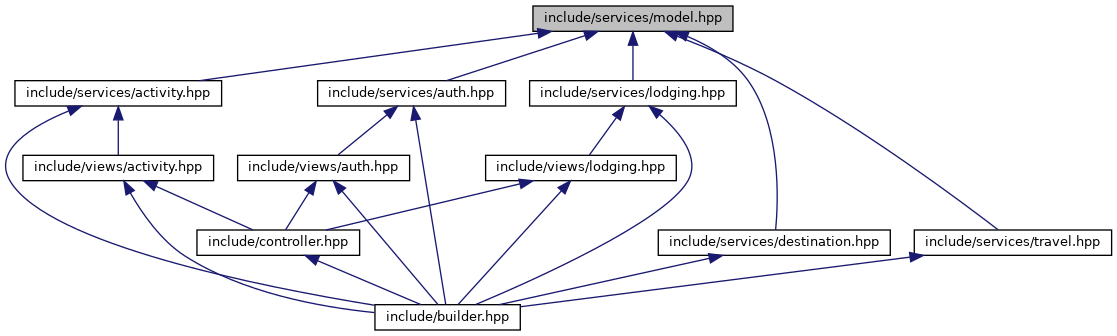 include/services/model.hpp
include/services/activity.hpp
include/services/auth.hpp
include/services/lodging.hpp
include/views/activity.hpp
include/views/auth.hpp
include/views/lodging.hpp
include/controller.hpp
include/services/destination.hpp
include/services/travel.hpp
include/builder.hpp